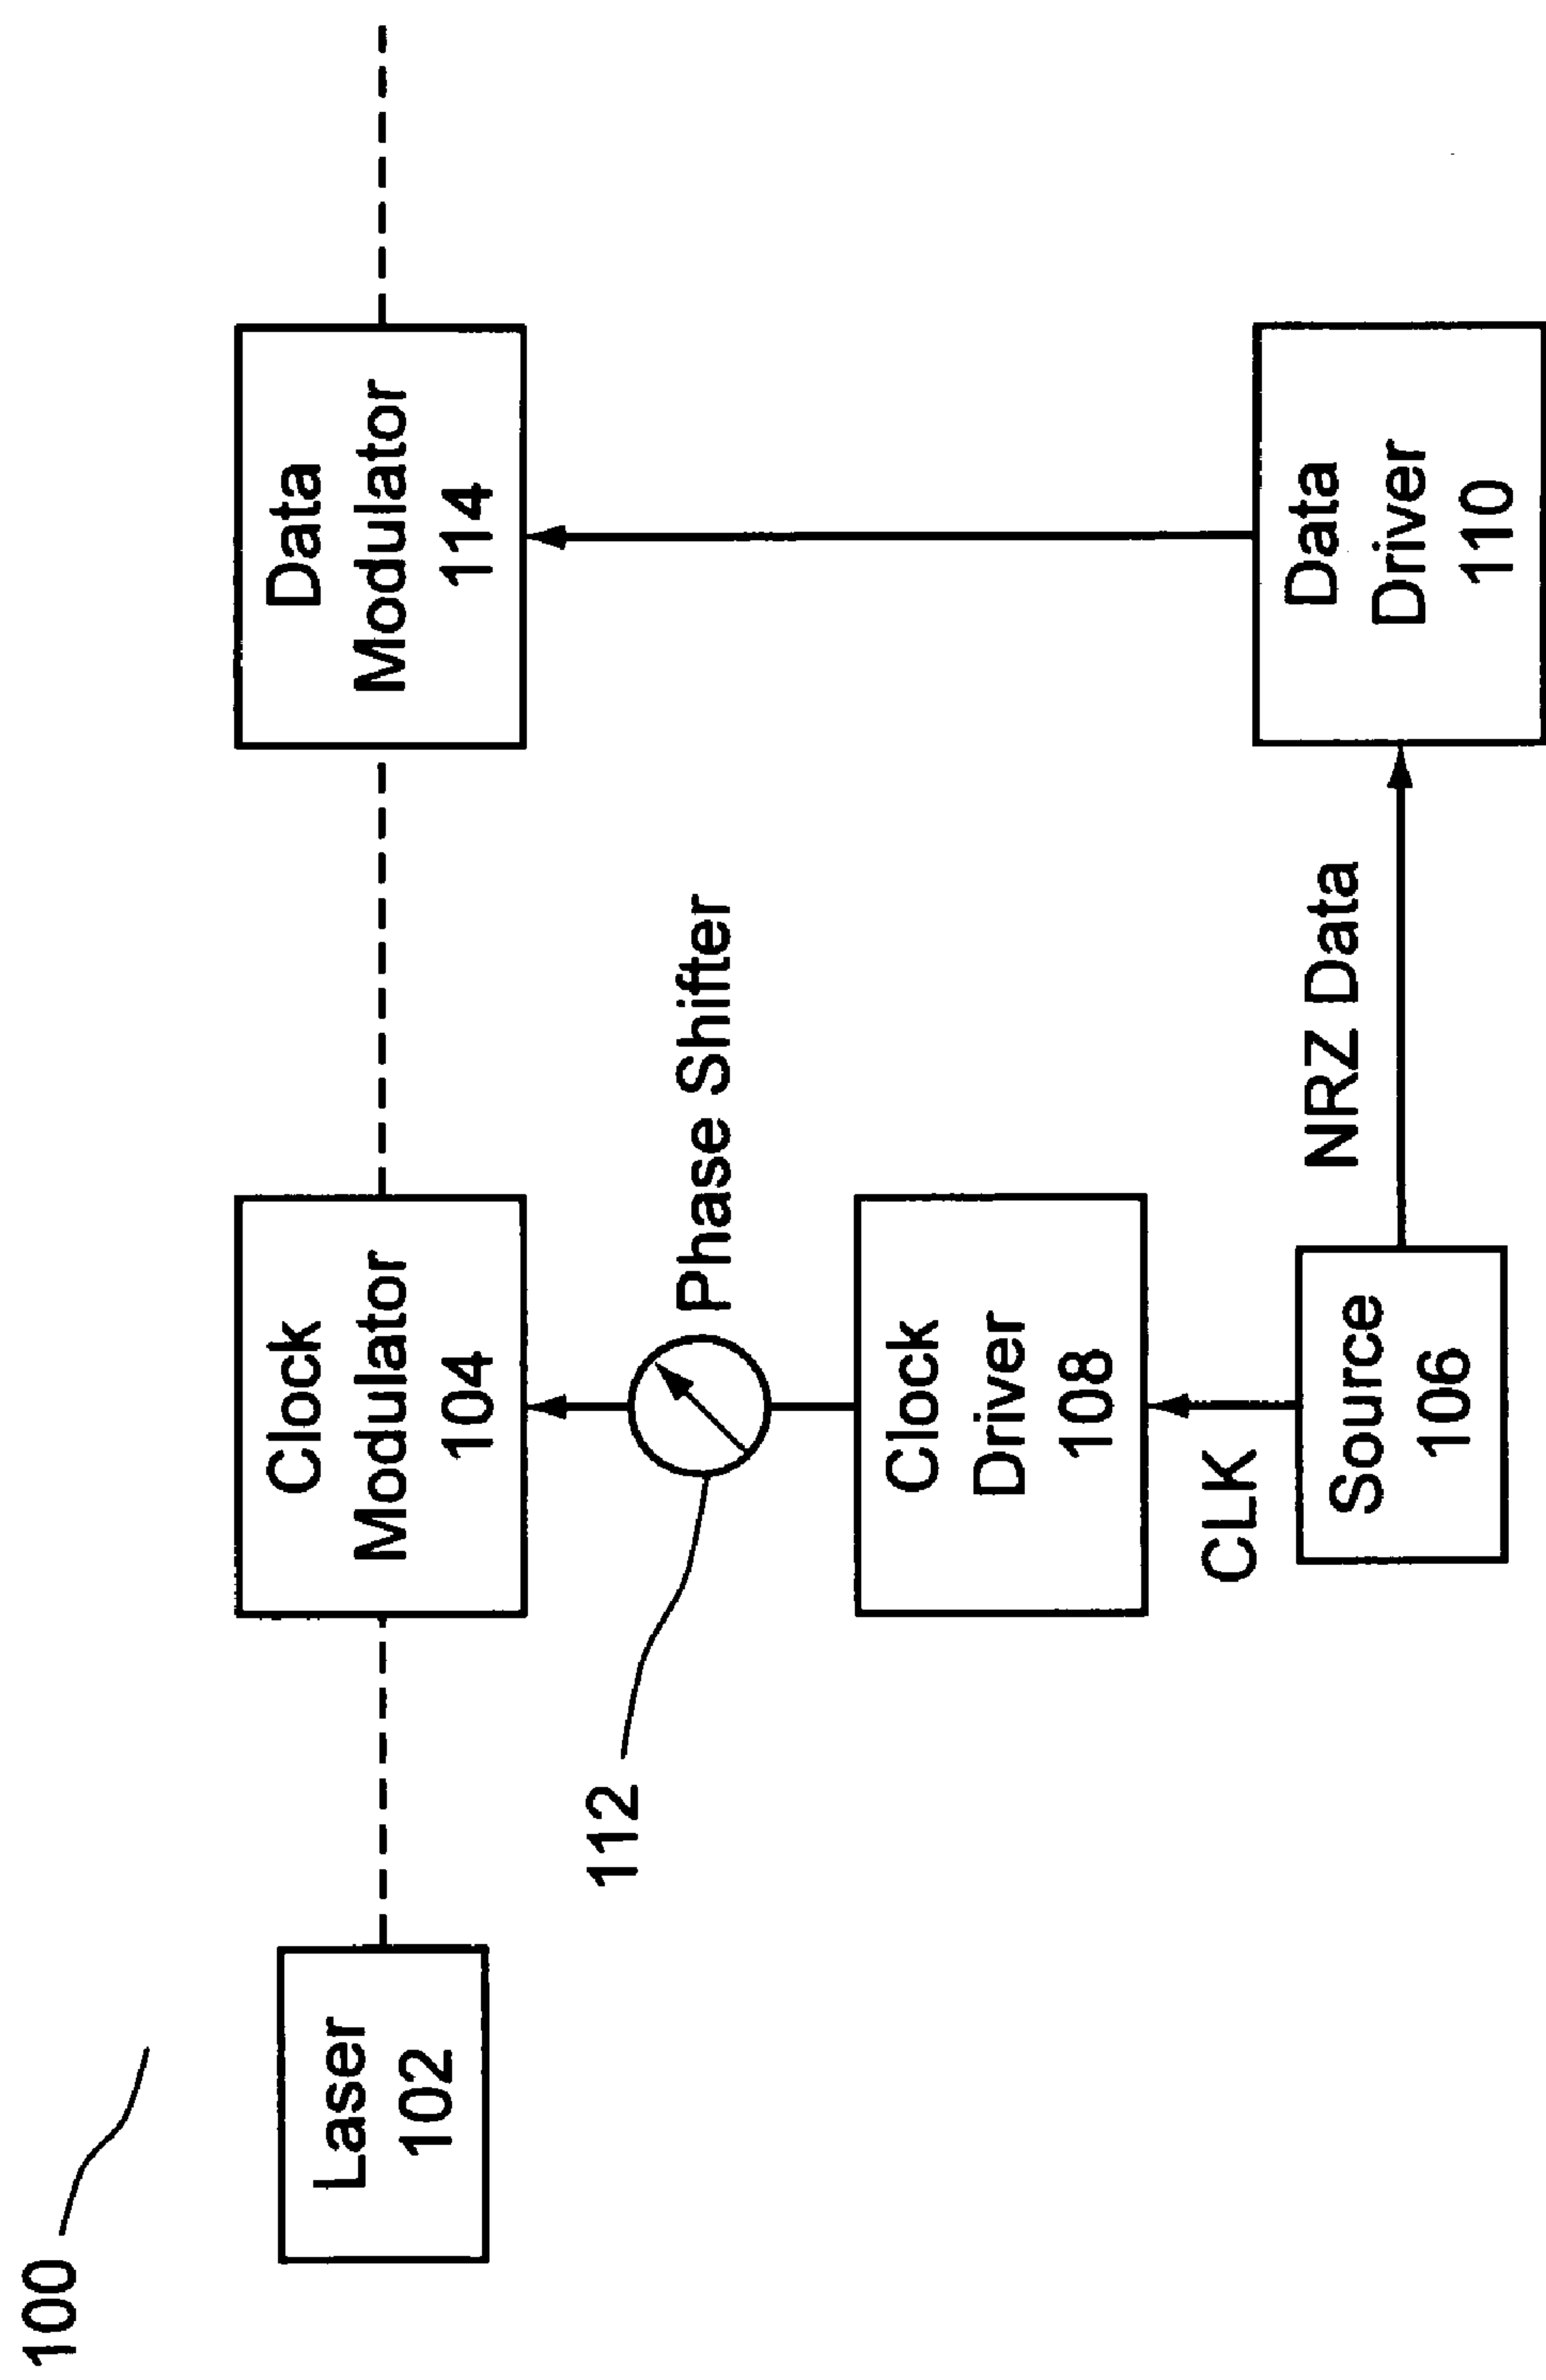 100
Laser
102
Clock
Modulator
104
Data
Modulator
114
112
Phase Shifter
Clock
Driver
108
CLK
Source
106
NRZ Data
Data
Driver
110